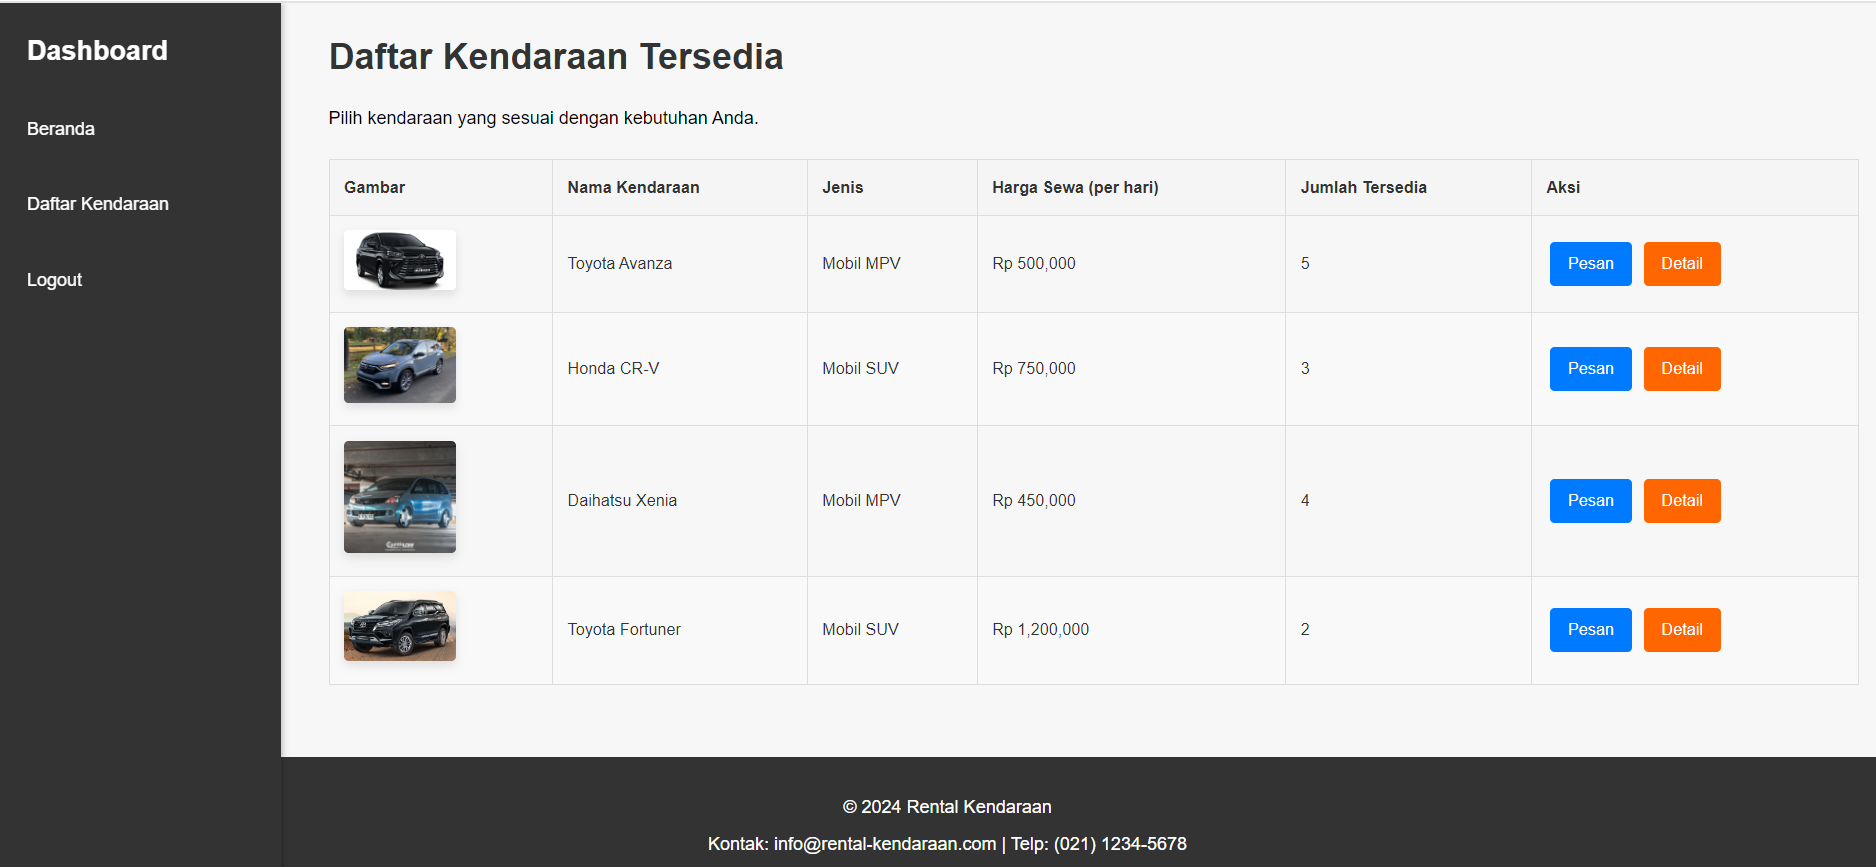 Dashboard
Beranda
Daftar Kendaraan
Logout
Daftar Kendaraan Tersedia
Pilih kendaraan yang sesuai dengan kebutuhan Anda.
Gambar Nama Kendaraan Jenis Harga Sewa (per hari) Jumlah Tersedia Aksi
Toyota Avanza Mobil MPV Rp 500,000 5 Pesan Detail
Honda CR-V Mobil SUV Rp 750,000 3 Pesan Detail
Daihatsu Xenia Mobil MPV Rp 450,000 4 Pesan Detail
Toyota Fortuner Mobil SUV Rp 1,200,000 2 Pesan Detail
© 2024 Rental Kendaraan
Kontak: info@rental-kendaraan.com | Telp: (021) 1234-5678